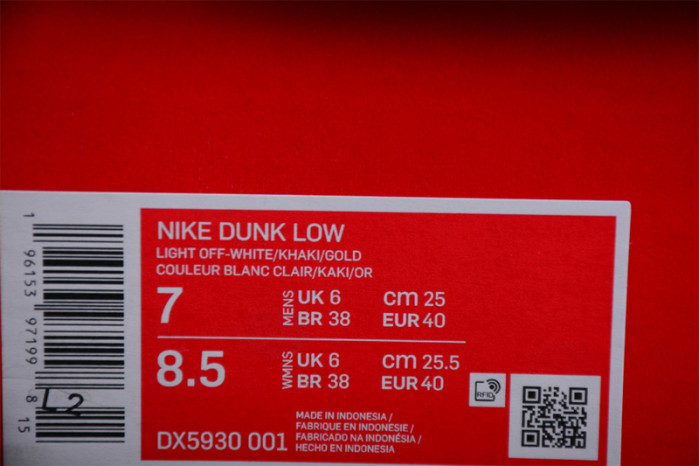 NIKE DUNK LOW
LIGHT OFF-WHITE/KHAKI/GOLD
COULEUR BLANC CLAIR/KAKI/OR
7 MENS UK 6 cm 25
BR 38 EUR 40
8.5 WMNS UK 6 cm 25.5
BR 38 EUR 40
RFID
MADE IN INDONESIA /
FABRIQUE EN INDONÉSIE /
FABRICADO NA INDONÉSIA /
HECHO EN INDONESIA
DX5930 001
1 96153 97199 8 15
L2